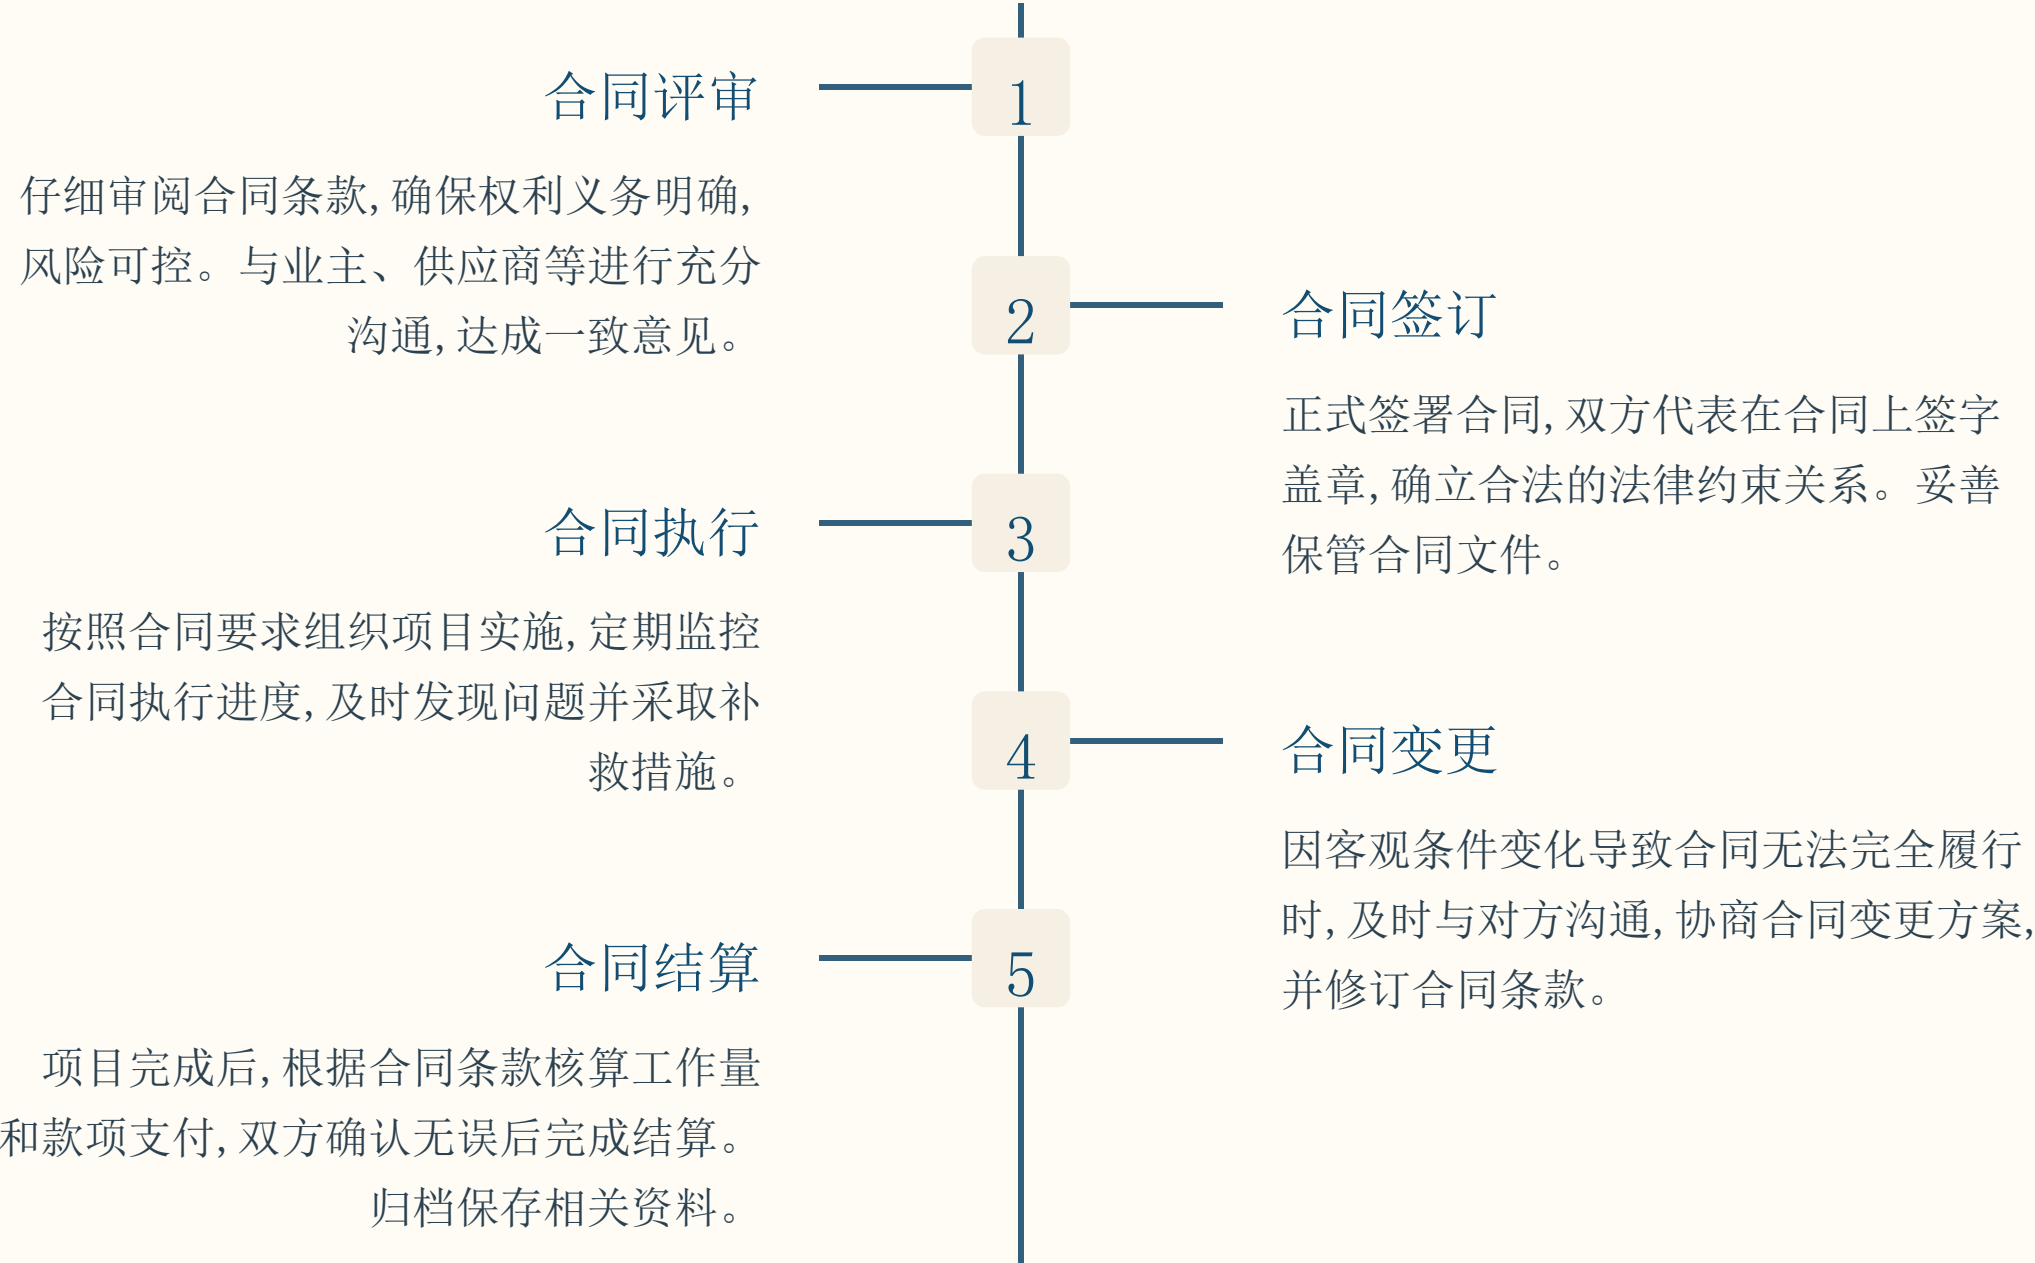 1
合同评审
仔细审阅合同条款,确保权利义务明确,
风险可控。与业主、供应商等进行充分
沟通,达成一致意见。
2
合同签订
正式签署合同,双方代表在合同上签字
盖章,确立合法的法律约束关系。妥善
保管合同文件。
3
合同执行
按照合同要求组织项目实施,定期监控
合同执行进度,及时发现问题并采取补
救措施。
4
合同变更
因客观条件变化导致合同无法完全履行
时,及时与对方沟通,协商合同变更方案,
并修订合同条款。
5
合同结算
项目完成后,根据合同条款核算工作量
和款项支付,双方确认无误后完成结算。
归档保存相关资料。